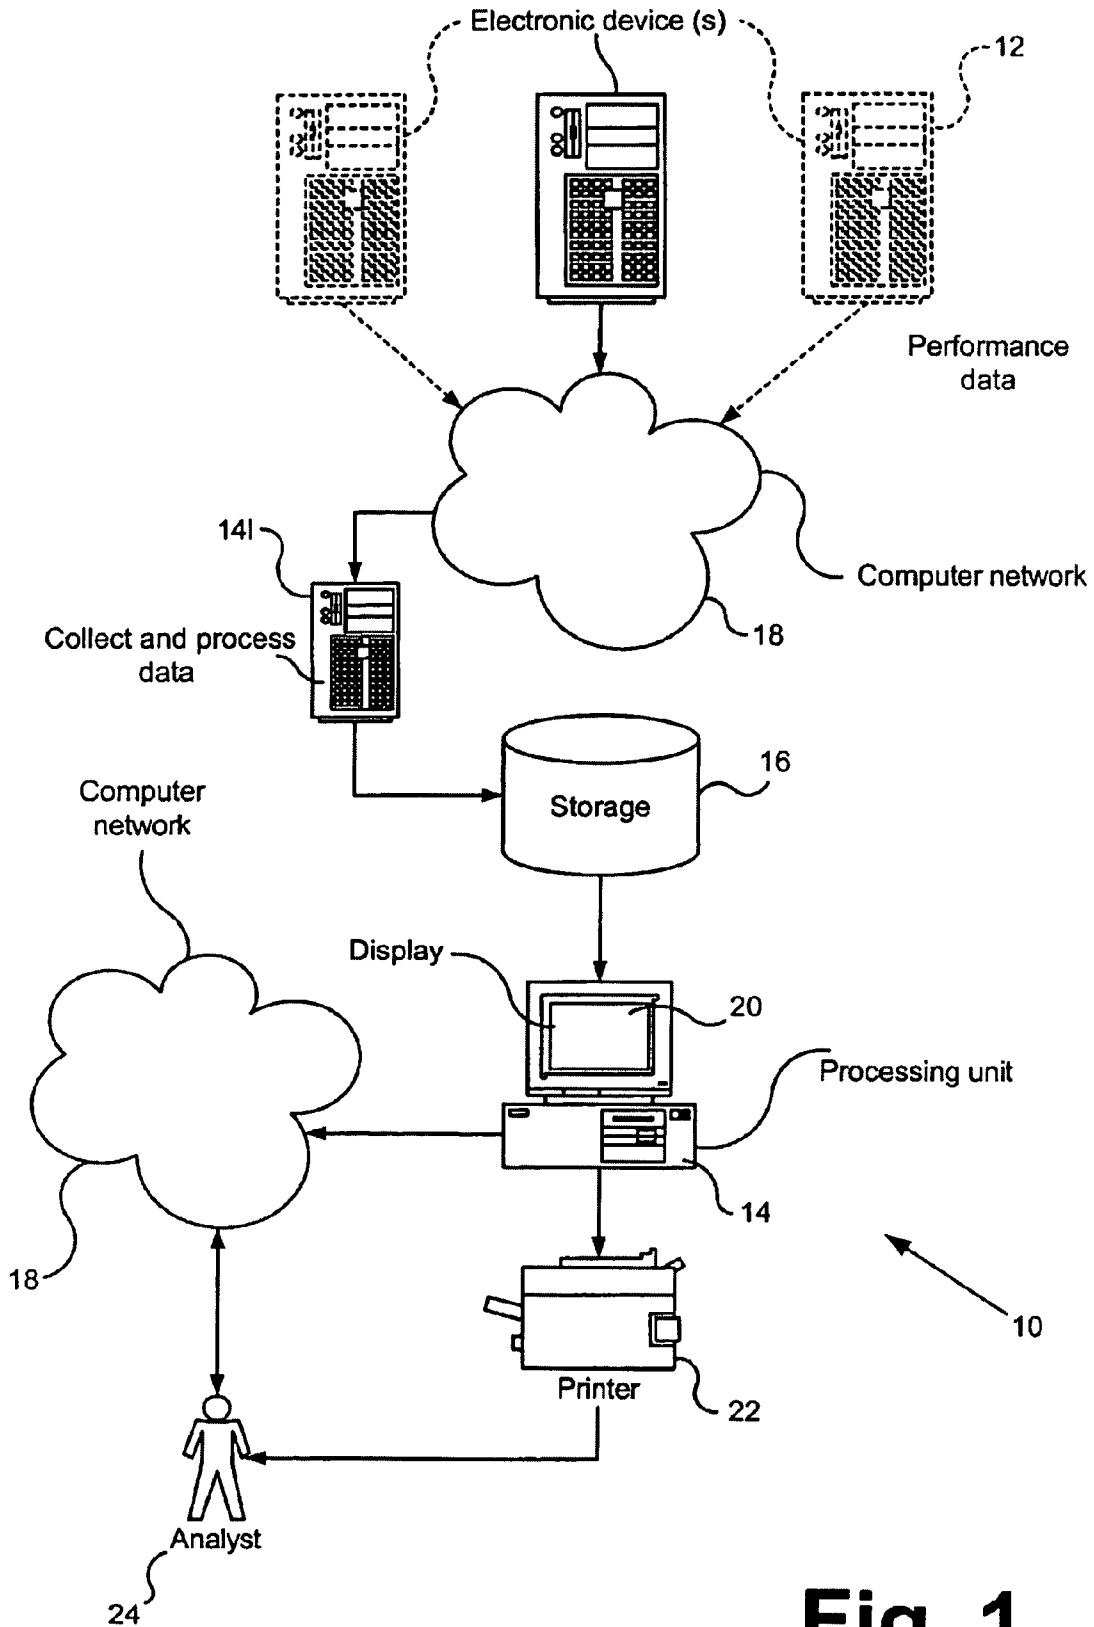 Electronic device (s)
12
Performance
data
14I
Computer network
18
Collect and process
data
16
Storage
Computer
network
Display
20
Processing unit
14
18
10
Printer
22
Analyst
24
Fig. 1